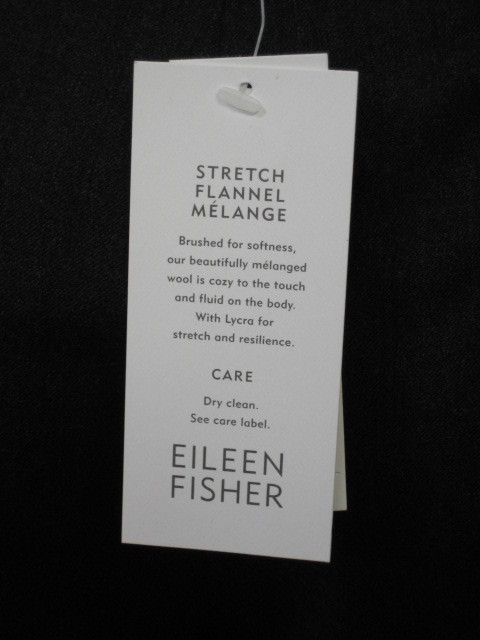 STRETCH
FLANNEL
MÉLANGE
Brushed for softness,
our beautifully mélanged
wool is cozy to the touch
and fluid on the body.
With Lycra for
stretch and resilience.
CARE
Dry clean.
See care label.
EILEEN
FISHER